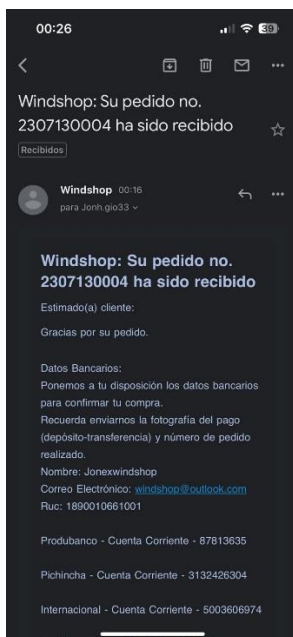 00:26
39
Windshop: Su pedido no.
2307130004 ha sido recibido
Recibidos
Windshop 00:16
para Jonh.gio33
Windshop: Su pedido no.
2307130004 ha sido recibido
Estimado(a) cliente:
Gracias por su pedido.
Datos Bancarios:
Ponemos a tu disposición los datos bancarios
para confirmar tu compra.
Recuerda enviarnos la fotografía del pago
(depósito-transferencia) y número de pedido
realizado.
Nombre: Jonexwindshop
Correo Electrónico: windshop@outlook.com
Ruc: 1890010661001
Produbanco - Cuenta Corriente - 87813635
Pichincha - Cuenta Corriente - 3132426304
Internacional - Cuenta Corriente - 5003606974